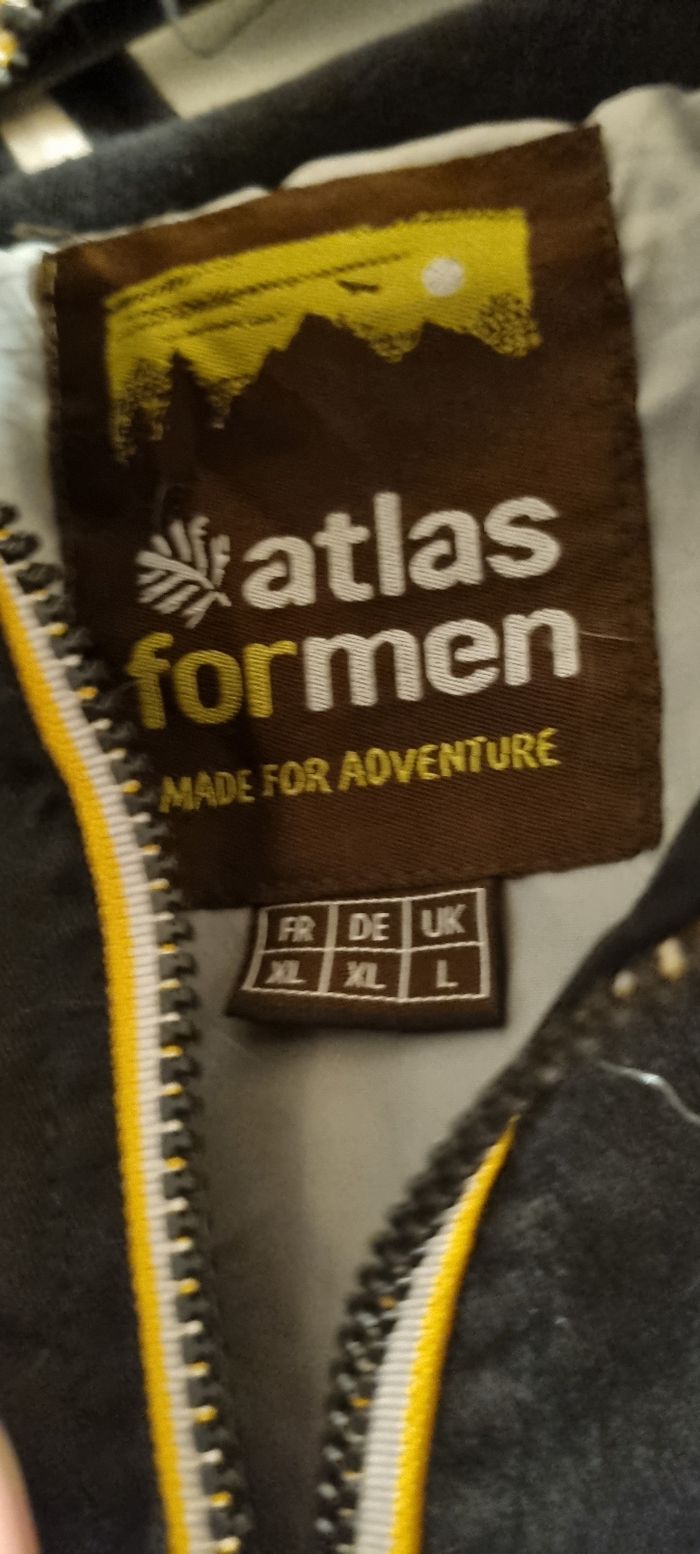 atlas
formen
MADE FOR ADVENTURE
FR DE UK
XL XL L